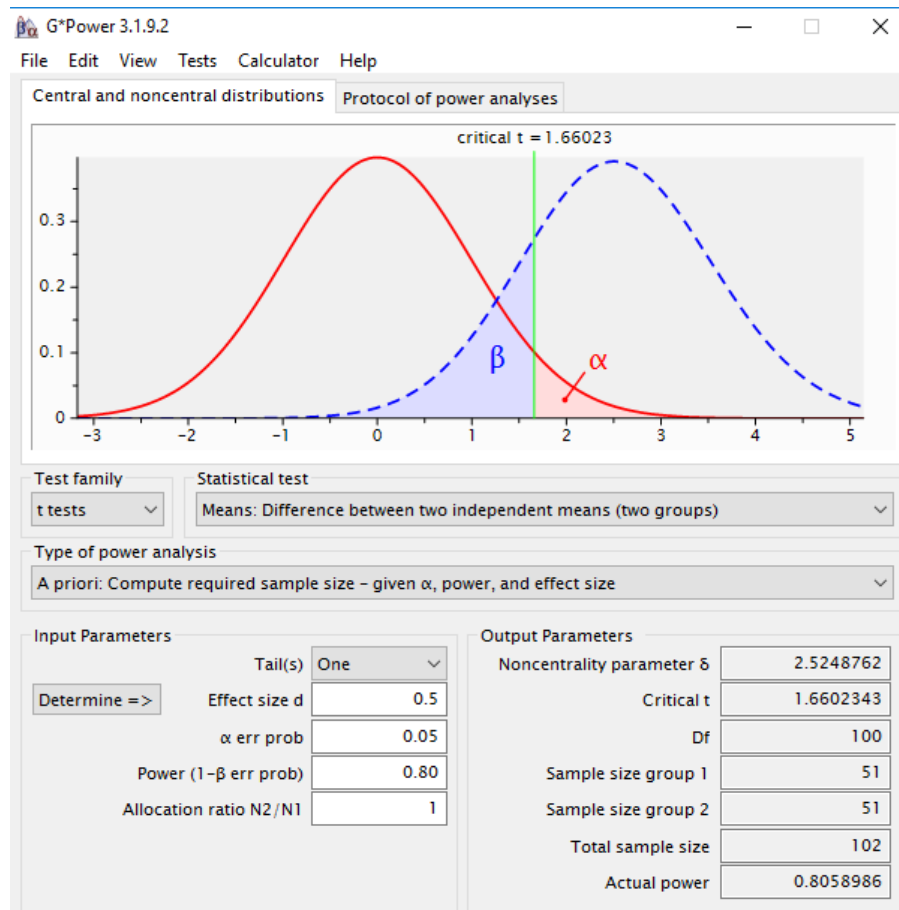 G*Power 3.1.9.2
File Edit View Tests Calculator Help
Central and noncentral distributions Protocol of power analyses
critical t = 1.66023
0.3
0.2
0.1
0
β
α
-3 -2 -1 0 1 2 3 4 5
Test family Statistical test
t tests Means: Difference between two independent means (two groups)
Type of power analysis
A priori: Compute required sample size - given α, power, and effect size
Input Parameters Output Parameters
Tail(s) One Noncentrality parameter δ 2.5248762
Determine => Effect size d 0.5 Critical t 1.6602343
α err prob 0.05 Df 100
Power (1-β err prob) 0.80 Sample size group 1 51
Allocation ratio N2/N1 1 Sample size group 2 51
Total sample size 102
Actual power 0.8058986